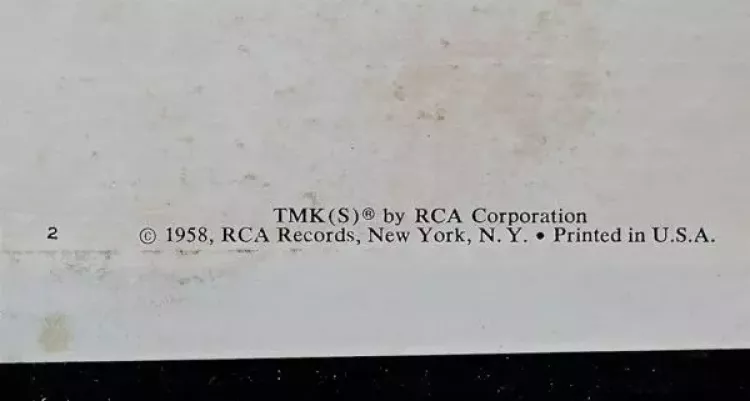 TMK(S)® by RCA Corporation
2 © 1958, RCA Records, New York, N. Y. • Printed in U.S.A.